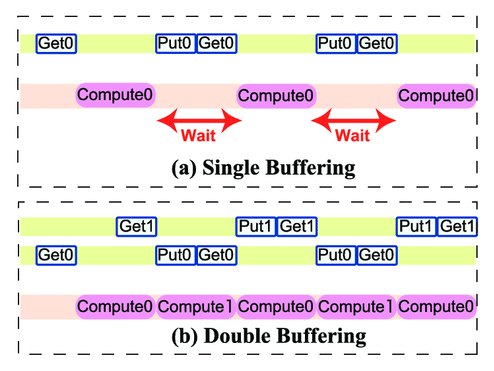 Get0 Put0 Get0 Put0 Get0
Compute0 Compute0 Compute0
Wait Wait
(a) Single Buffering
Get1 Put1 Get1 Put1 Get1
Get0 Put0 Get0 Put0 Get0
Compute0 Compute1 Compute0 Compute1 Compute0
(b) Double Buffering